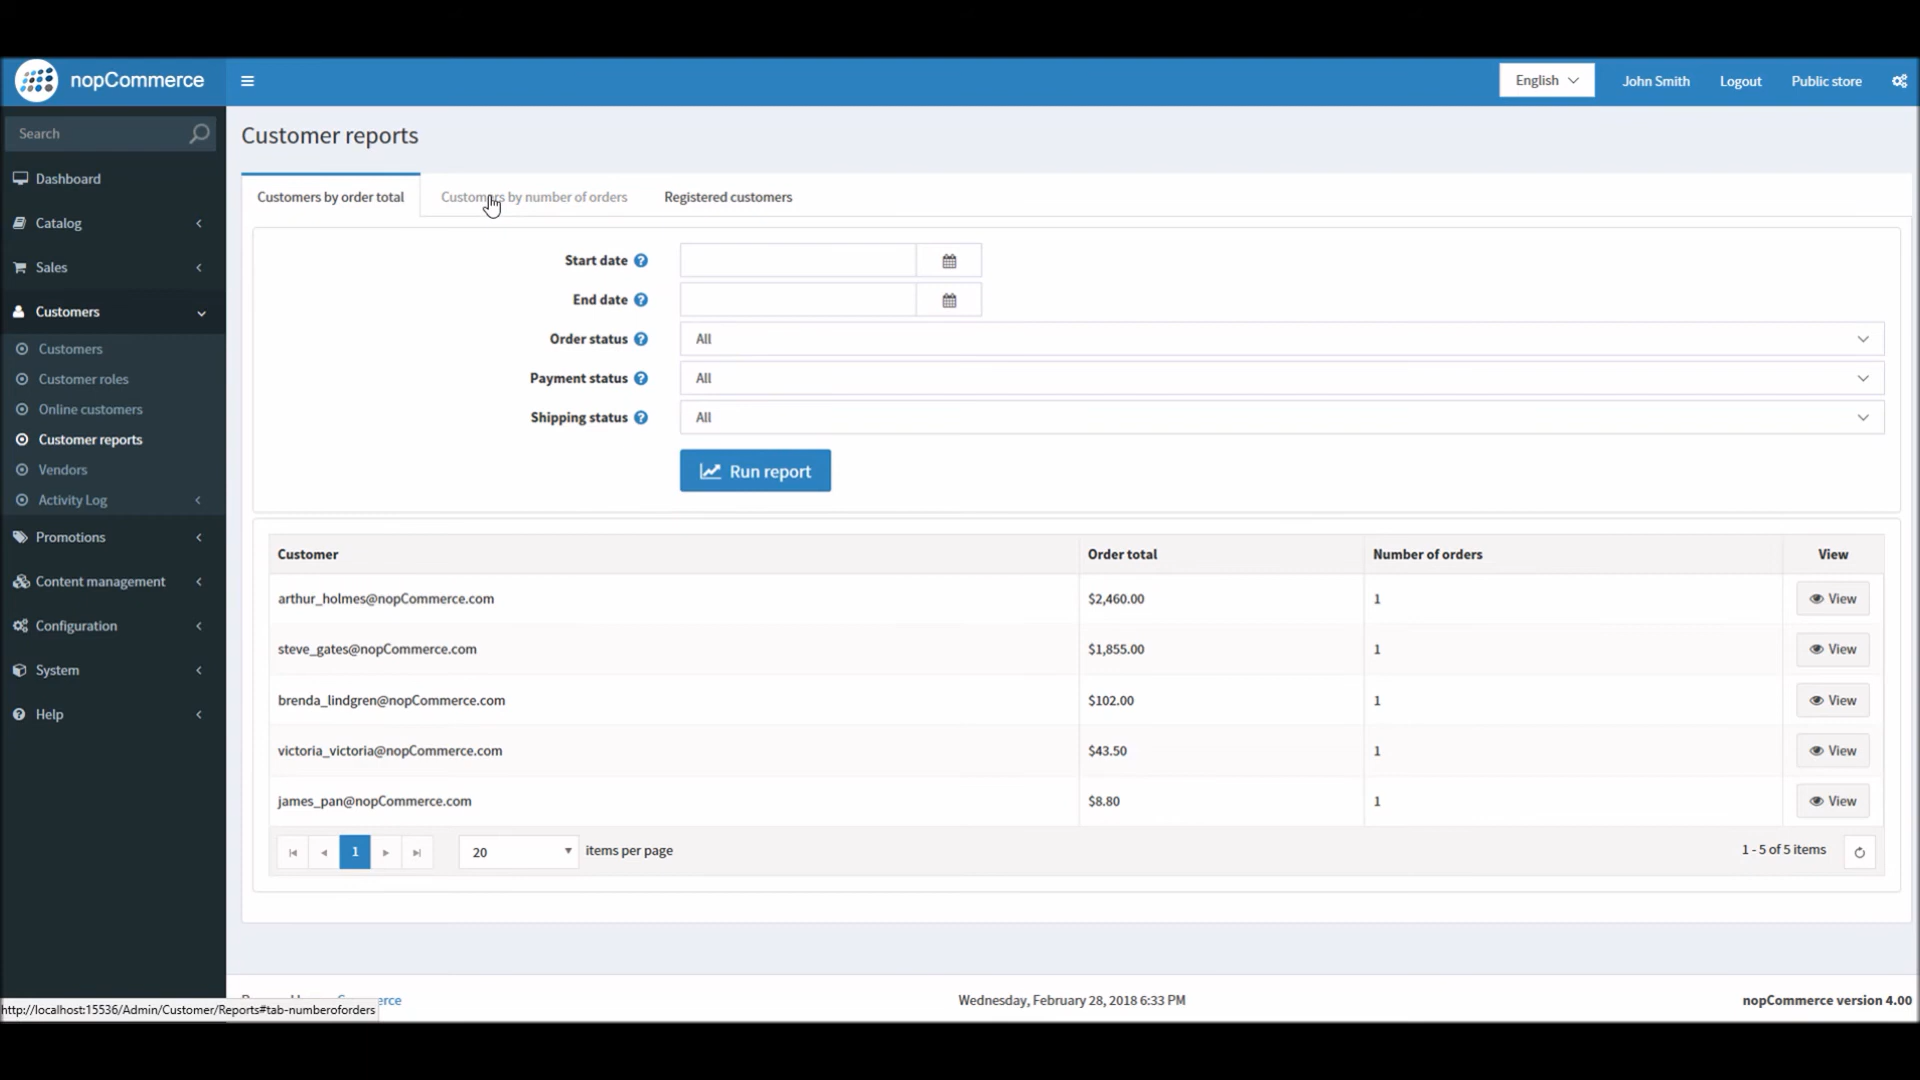 nopCommerce
English
John Smith
Logout
Public store
Search
Customer reports
Dashboard
Catalog
Sales
Customers
Customers
Customer roles
Online customers
Customer reports
Vendors
Activity Log
Promotions
Content management
Configuration
System
Help
Customers by order total
Customers by number of orders
Registered customers
Start date
End date
Order status All
Payment status All
Shipping status All
Run report
Customer Order total Number of orders View
arthur_holmes@nopCommerce.com $2,460.00 1 View
steve_gates@nopCommerce.com $1,855.00 1 View
brenda_lindgren@nopCommerce.com $102.00 1 View
victoria_victoria@nopCommerce.com $43.50 1 View
james_pan@nopCommerce.com $8.80 1 View
1 20 items per page 1 - 5 of 5 items
Wednesday, February 28, 2018 6:33 PM
nopCommerce version 4.00
http://localhost:15536/Admin/Customer/Reports#tab-numberoforders